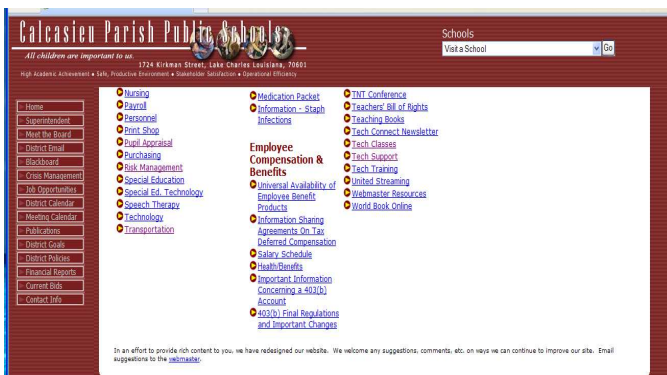 Calcasieu Parish Public Schools
All children are important to us.
1724 Kirkman Street, Lake Charles Louisiana, 70601
High Academic Achievement • Safe, Productive Environment • Stakeholder Satisfaction • Operational Efficiency
Schools
Visit a School
Go
Home
Superintendent
Meet the Board
District Email
Blackboard
Crisis Management
Job Opportunities
District Calendar
Meeting Calendar
Publications
District Goals
District Policies
Financial Reports
Current Bids
Contact Info
Nursing
Payroll
Personnel
Print Shop
Pupil Appraisal
Purchasing
Risk Management
Special Education
Special Ed. Technology
Speech Therapy
Technology
Transportation
Medication Packet
Information - Staph
Infections
Employee
Compensation &
Benefits
Universal Availability of
Employee Benefit
Products
Information Sharing
Agreements On Tax
Deferred Compensation
Salary Schedule
Health/Benefits
Important Information
Concerning a 403(b)
Account
403(b) Final Regulations
and Important Changes
TNT Conference
Teachers' Bill of Rights
Teaching Books
Tech Connect Newsletter
Tech Classes
Tech Support
Tech Training
United Streaming
Webmaster Resources
World Book Online
In an effort to provide rich content to you, we have redesigned our website. We welcome any suggestions, comments, etc. on ways we can continue to improve our site. Email
suggestions to the webmaster.